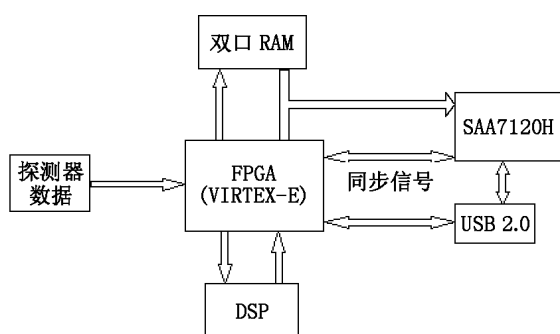 双口 RAM
SAA7120H
探测器
数据
FPGA
(VIRTEX-E)
同步信号
USB 2.0
DSP